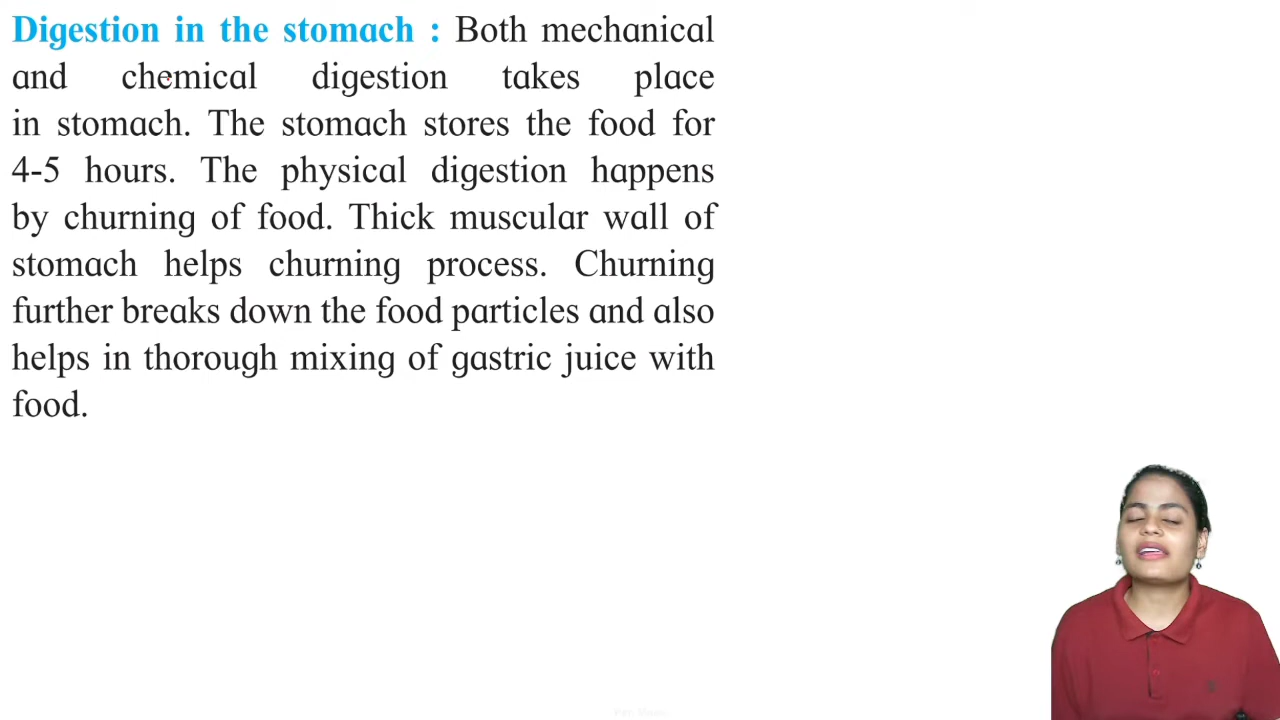 Digestion in the stomach : Both mechanical
and chemical digestion takes place
in stomach. The stomach stores the food for
4-5 hours. The physical digestion happens
by churning of food. Thick muscular wall of
stomach helps churning process. Churning
further breaks down the food particles and also
helps in thorough mixing of gastric juice with
food.